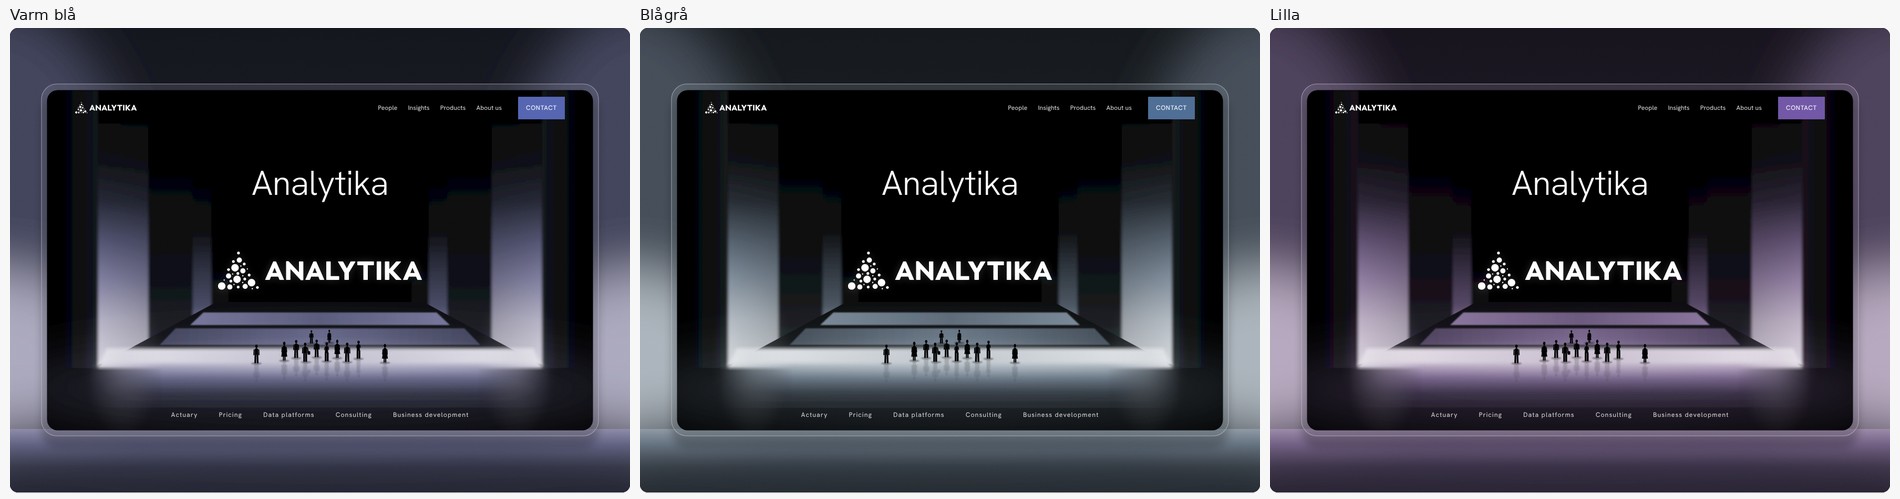 Varm blå
ANALYTIKA People Insights Products About us CONTACT
Analytika
ANALYTIKA
Actuary Pricing Data platforms Consulting Business development
Blågrå
ANALYTIKA People Insights Products About us CONTACT
Analytika
ANALYTIKA
Actuary Pricing Data platforms Consulting Business development
Lilla
ANALYTIKA People Insights Products About us CONTACT
Analytika
ANALYTIKA
Actuary Pricing Data platforms Consulting Business development